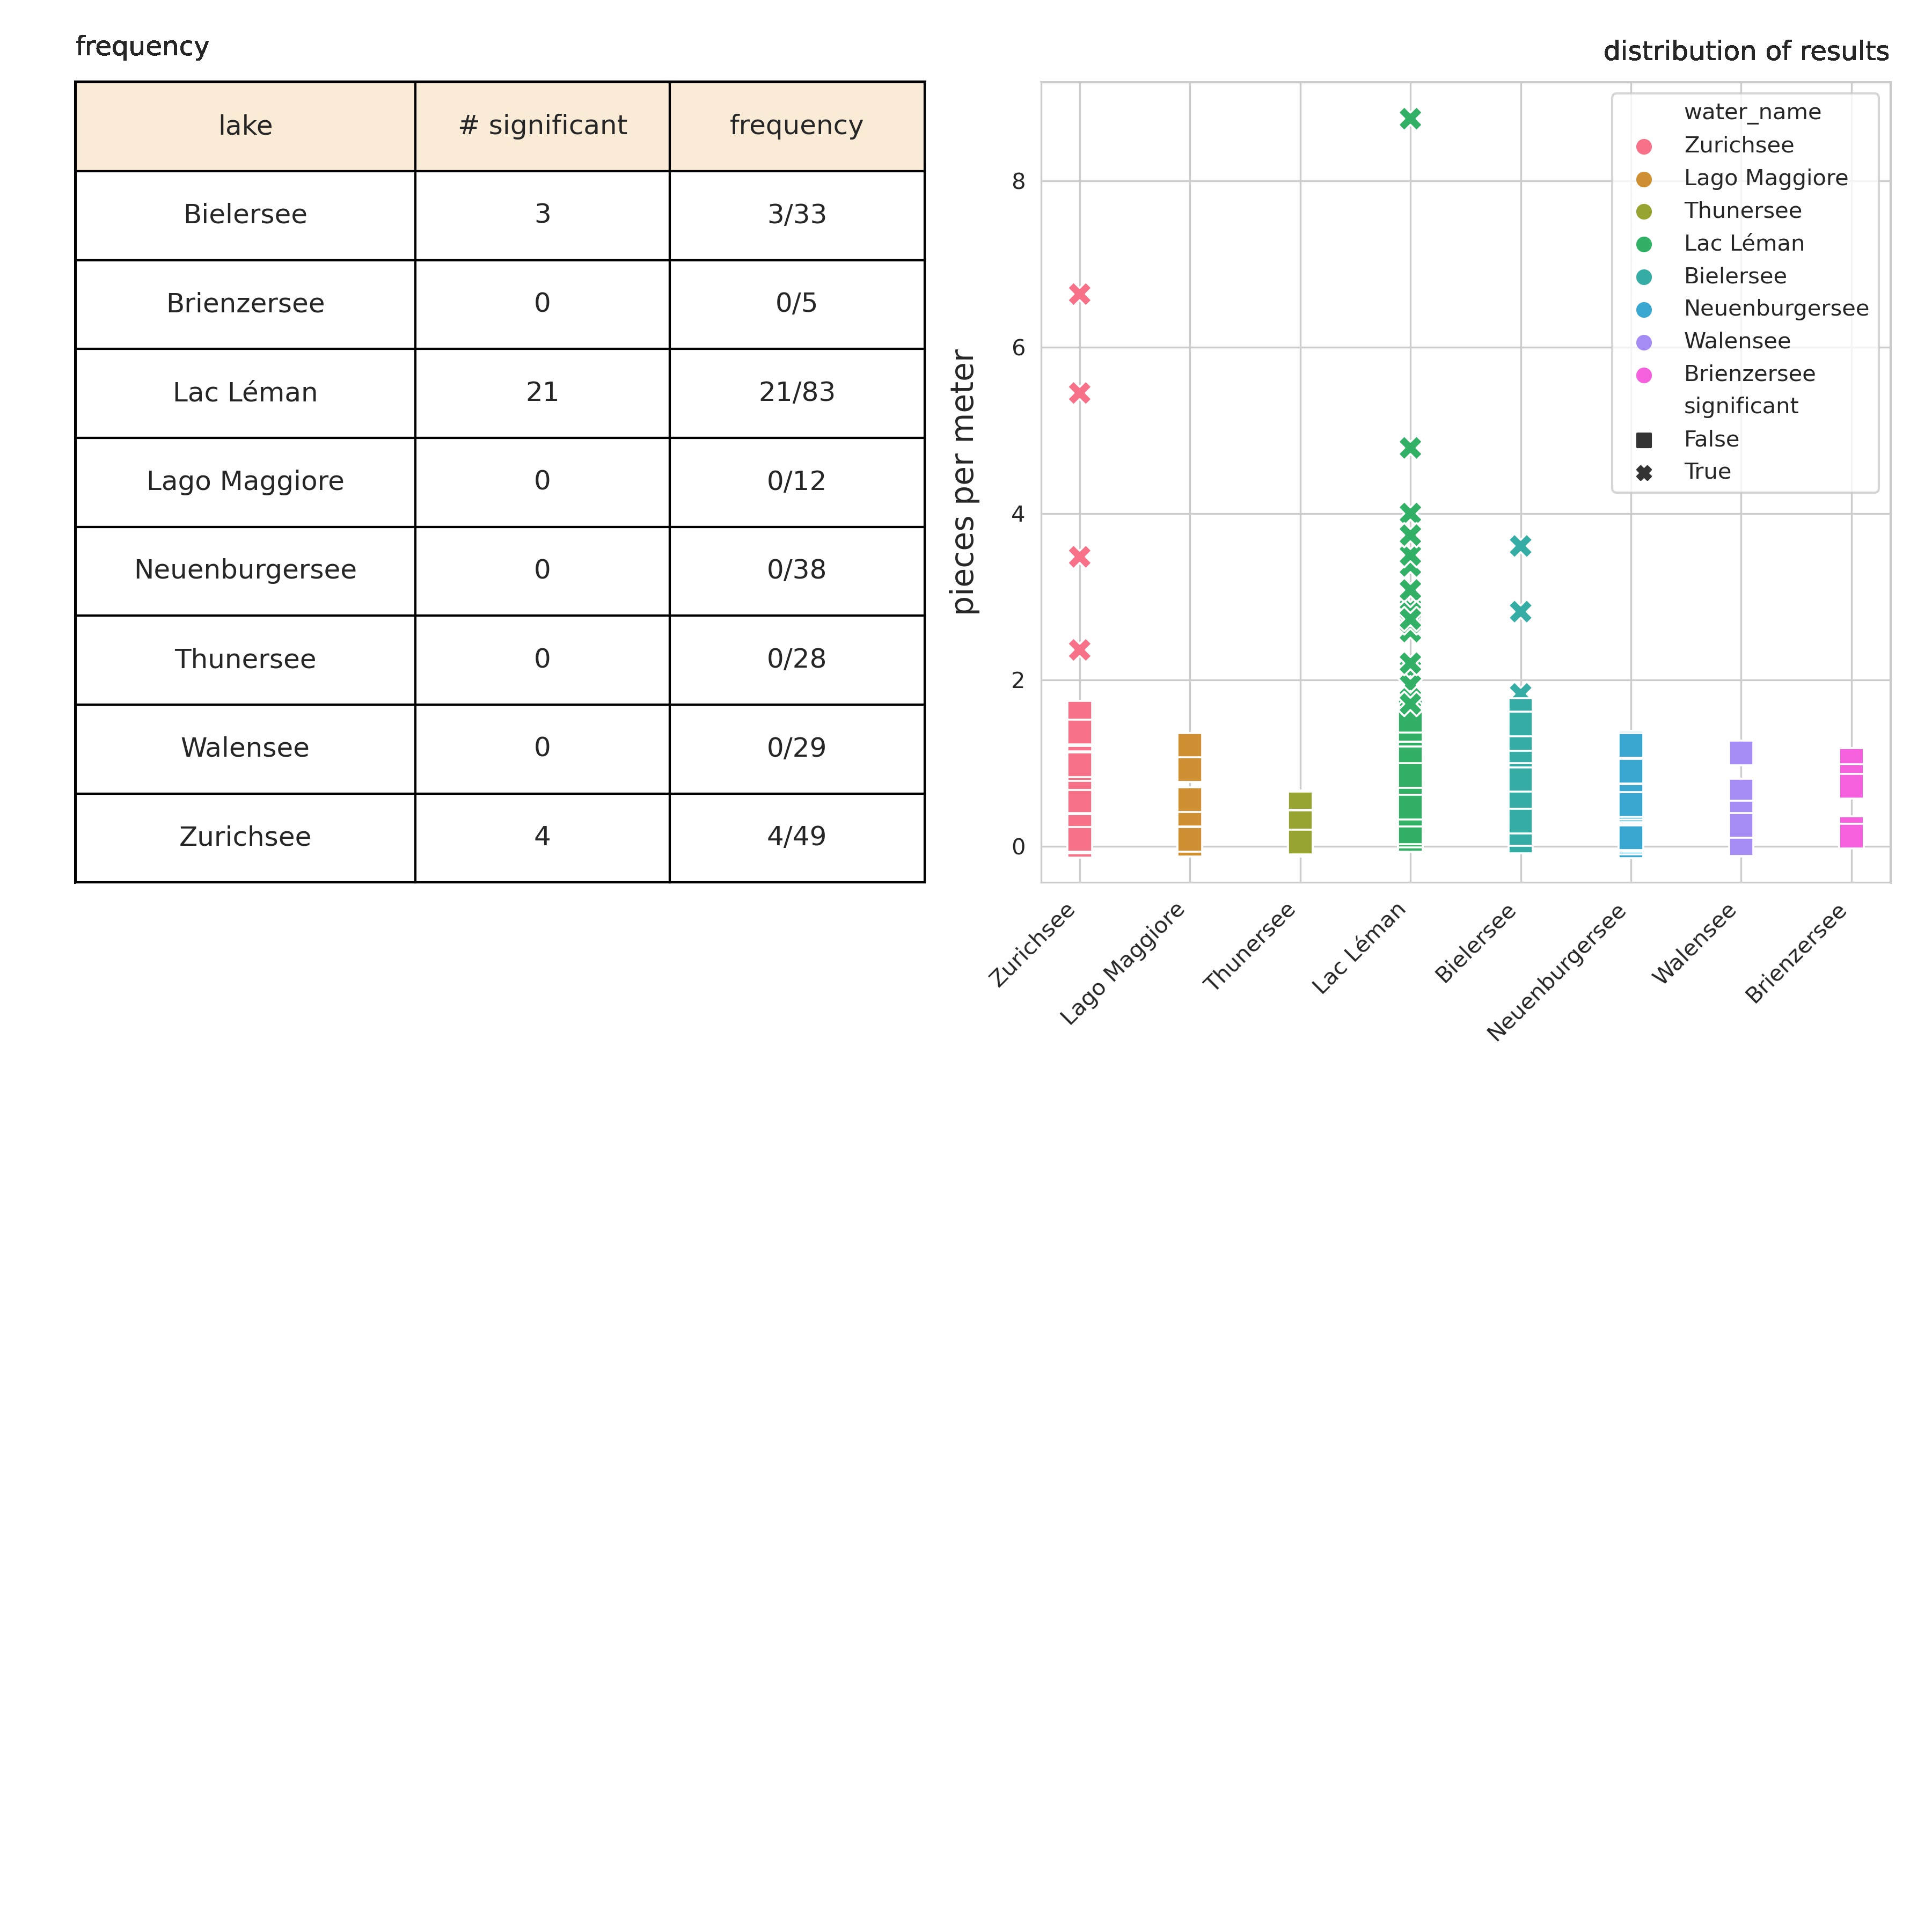 frequency
lake # significant frequency
Bielersee 3 3/33
Brienzersee 0 0/5
Lac Léman 21 21/83
Lago Maggiore 0 0/12
Neuenburgersee 0 0/38
Thunersee 0 0/28
Walensee 0 0/29
Zurichsee 4 4/49
distribution of results
pieces per meter
8
6
4
2
0
water_name
Zurichsee
Lago Maggiore
Thunersee
Lac Léman
Bielersee
Neuenburgersee
Walensee
Brienzersee
significant
False
True
Zurichsee
Lago Maggiore
Thunersee
Lac Léman
Bielersee
Neuenburgersee
Walensee
Brienzersee